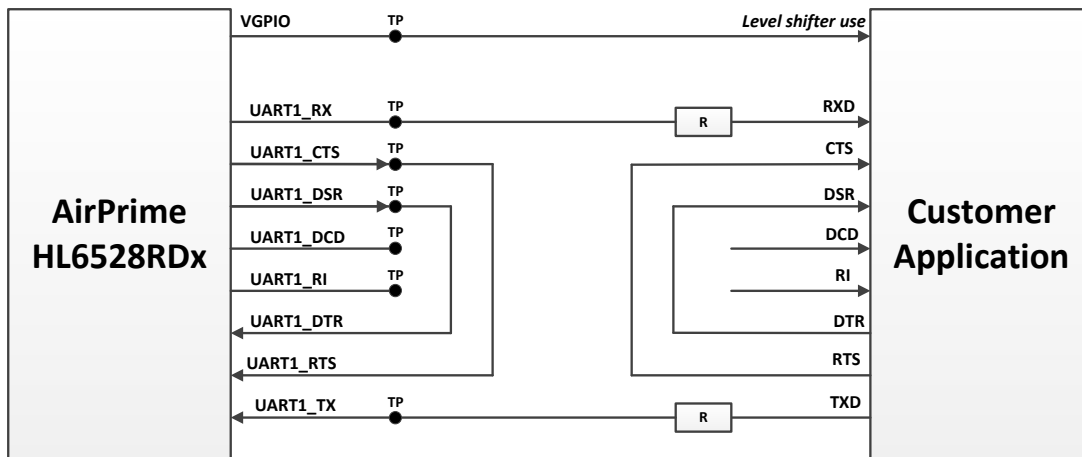 VGPIO
TP
Level shifter use
UART1_RX
TP
R
RXD
UART1_CTS
TP
CTS
UART1_DSR
TP
DSR
AirPrime
HL6528RDx
Customer
Application
UART1_DCD
TP
DCD
UART1_RI
TP
RI
UART1_DTR
DTR
UART1_RTS
RTS
UART1_TX
TP
R
TXD